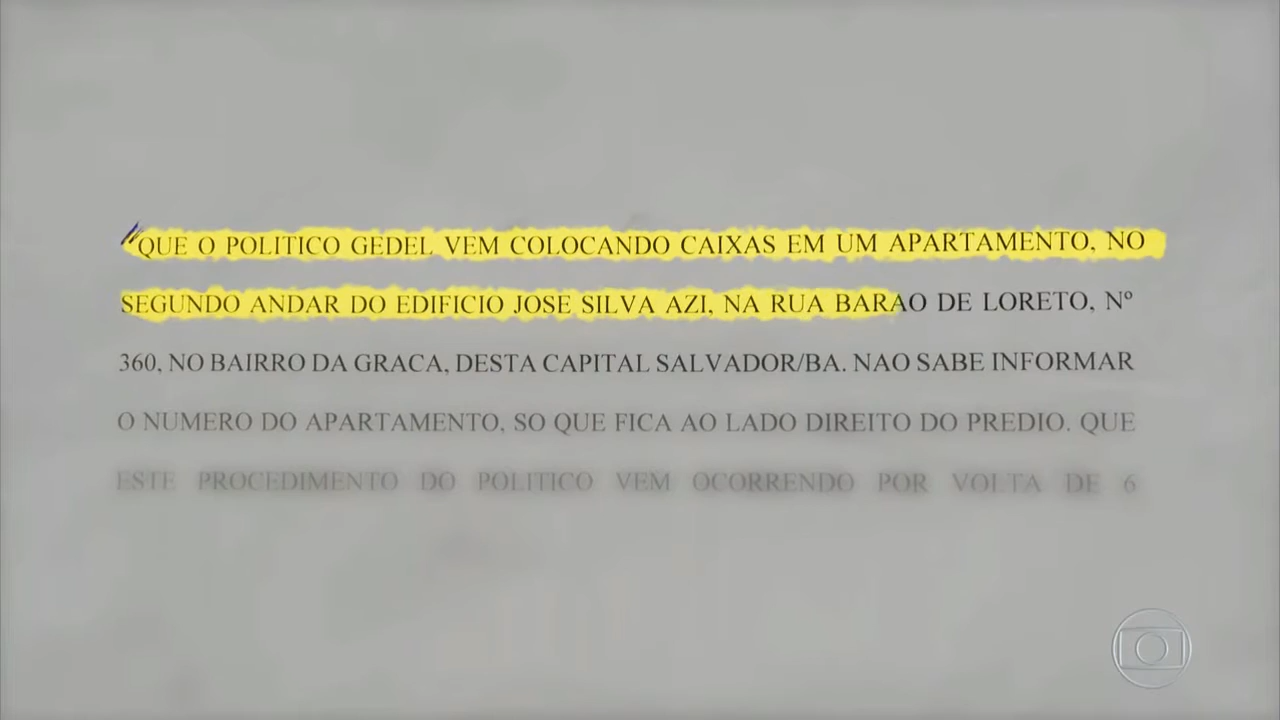 "QUE O POLITICO GEDEL VEM COLOCANDO CAIXAS EM UM APARTAMENTO, NO
SEGUNDO ANDAR DO EDIFICIO JOSE SILVA AZI, NA RUA BARAO DE LORETO, Nº
360, NO BAIRRO DA GRACA, DESTA CAPITAL SALVADOR/BA. NAO SABE INFORMAR
O NUMERO DO APARTAMENTO, SO QUE FICA AO LADO DIREITO DO PREDIO. QUE
ESTE PROCEDIMENTO DO POLITICO VEM OCORRENDO POR VOLTA DE 6